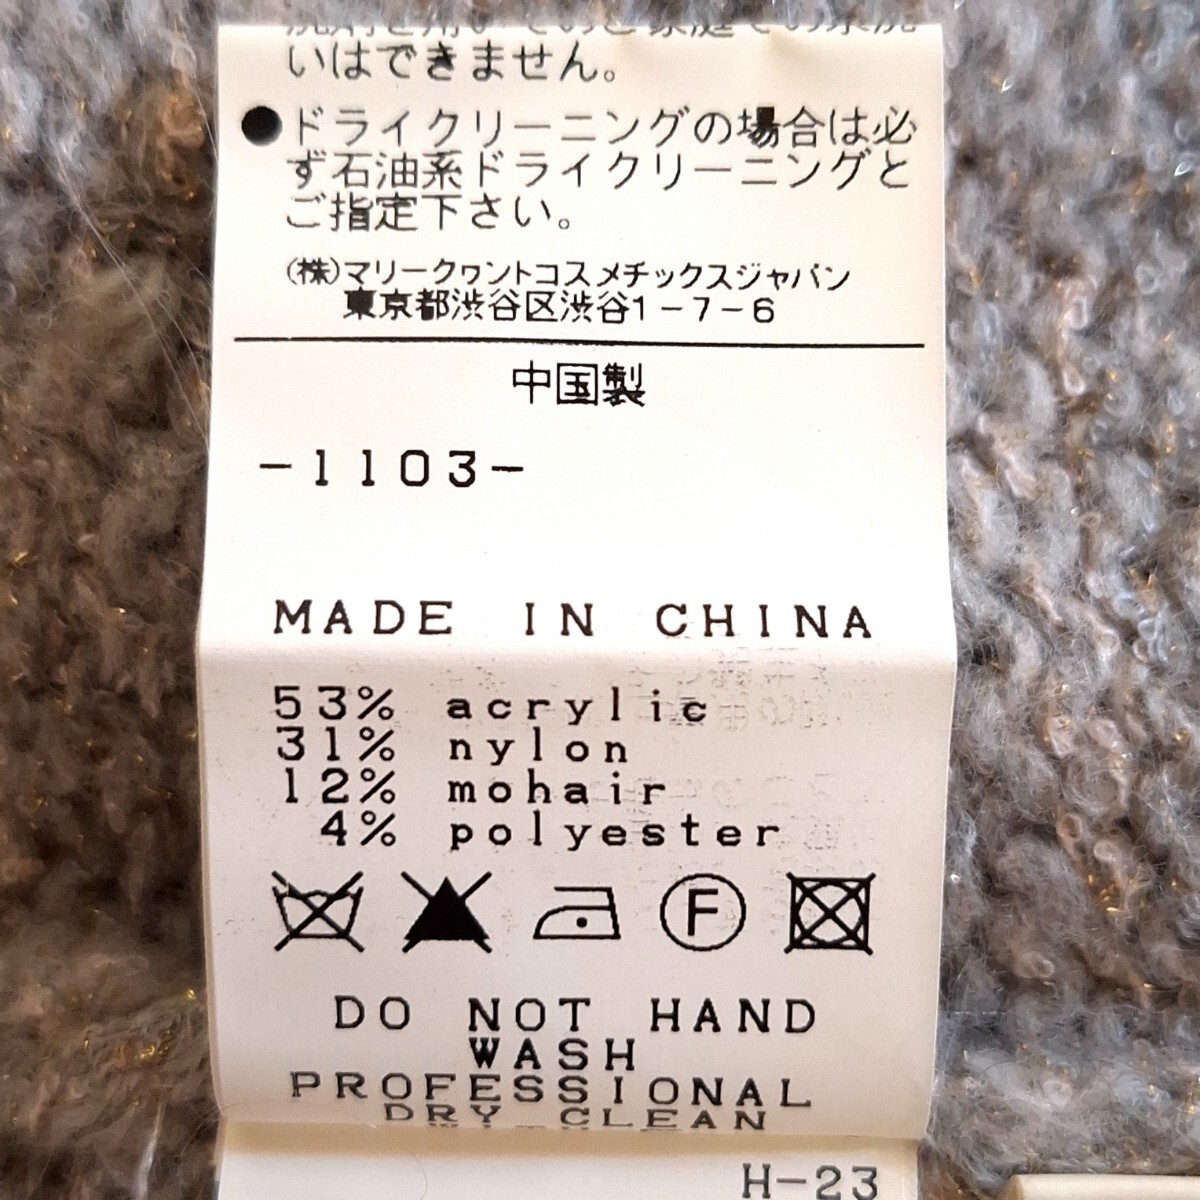 いはできません。
●ドライクリーニングの場合は必
ず石油系ドライクリーニングと
ご指定下さい。
(株)マリークヮントコスメチックスジャパン
東京都渋谷区渋谷1-7-6
中国製
-1103-
MADE IN CHINA
53% acrylic
31% nylon
12% mohair
4% polyester
F
DO NOT HAND
WASH
PROFESSIONAL
DRY CLEAN
H-23